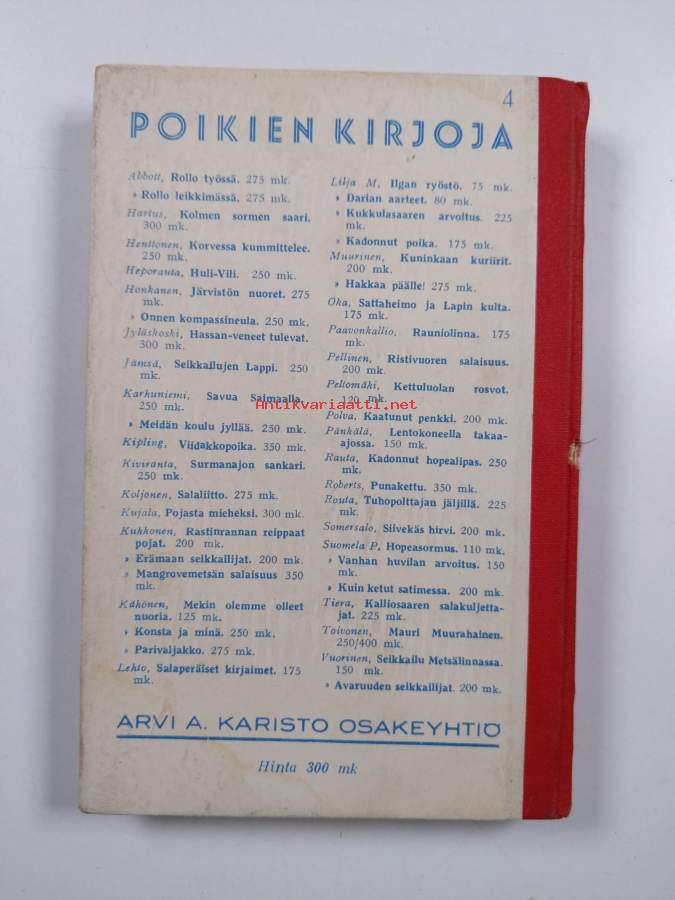 4
POIKIEN KIRJOJA
Abbott, Rollo työssä. 275 mk.
» Rollo leikkimässä. 275 mk.
Hartus, Kolmen sormen saari.
300 mk.
Henttonen, Korvessa kummittelee.
250 mk.
Heporauta, Huli-Vili. 250 mk.
Honkanen, Järvistön nuoret. 275
mk.
» Onnen kompassineula. 250 mk.
Jyläskoski, Hassan-veneet tulevat.
300 mk.
Jämsä, Seikkailujen Lappi. 250
mk.
Karhuniemi, Savua Saimaalla.
250 mk.
» Meidän koulu jyllää. 250 mk.
Kipling, Viidakkopoika. 350 mk.
Kiviranta, Surmanajon sankari.
250 mk.
Koljonen, Salaliitto. 275 mk.
Kujala, Pojasta mieheksi. 300 mk.
Kuhkonen, Rastinrannan reippaat
pojat. 200 mk.
» Erämaan seikkailijat. 200 mk.
» Mangrovemetsän salaisuus 350
mk.
Kähönen, Mekin olemme olleet
nuoria. 125 mk.
» Konsta ja minä. 250 mk.
» Parivaljakko. 275 mk.
Lehto, Salaperäiset kirjaimet. 175
mk.
Lilja M, Ilgan ryöstö. 75 mk.
» Darian aarteet. 80 mk.
» Kukkulasaaren arvoitus. 225
mk.
» Kadonnut poika. 175 mk.
Muurinen, Kuninkaan kuriirit.
200 mk.
» Hakkaa päälle! 275 mk.
Oka, Sattaheimo ja Lapin kulta.
175 mk.
Paavonkallio, Rauniolinna. 175
mk.
Pellinen, Ristivuoren salaisuus.
200 mk.
Peltomäki, Kettuluolan rosvot.
120 mk.
Polva, Kaatunut penkki. 200 mk.
Pänkälä, Lentokoneella takaa-
ajossa. 150 mk.
Rauta, Kadonnut hopealipas. 250
mk.
Roberts, Punakettu. 350 mk.
Routa, Tuhopolttajan jäljillä. 225
mk.
Somersalo, Siivekäs hirvi. 200 mk.
Suomela P, Hopeasormus. 110 mk.
» Vanhan huvilan arvoitus. 150
mk.
» Kuin ketut satimessa. 200 mk.
Tiera, Kalliosaaren salakuljetta-
jat. 225 mk.
Toivonen, Mauri Muurahainen.
250/400 mk.
Vuorinen, Seikkailu Metsälinnassa.
150 mk.
» Avaruuden seikkailijat. 200 mk.
Antikvariaatti.net
ARVI A. KARISTO OSAKEYHTIÖ
Hinta 300 mk